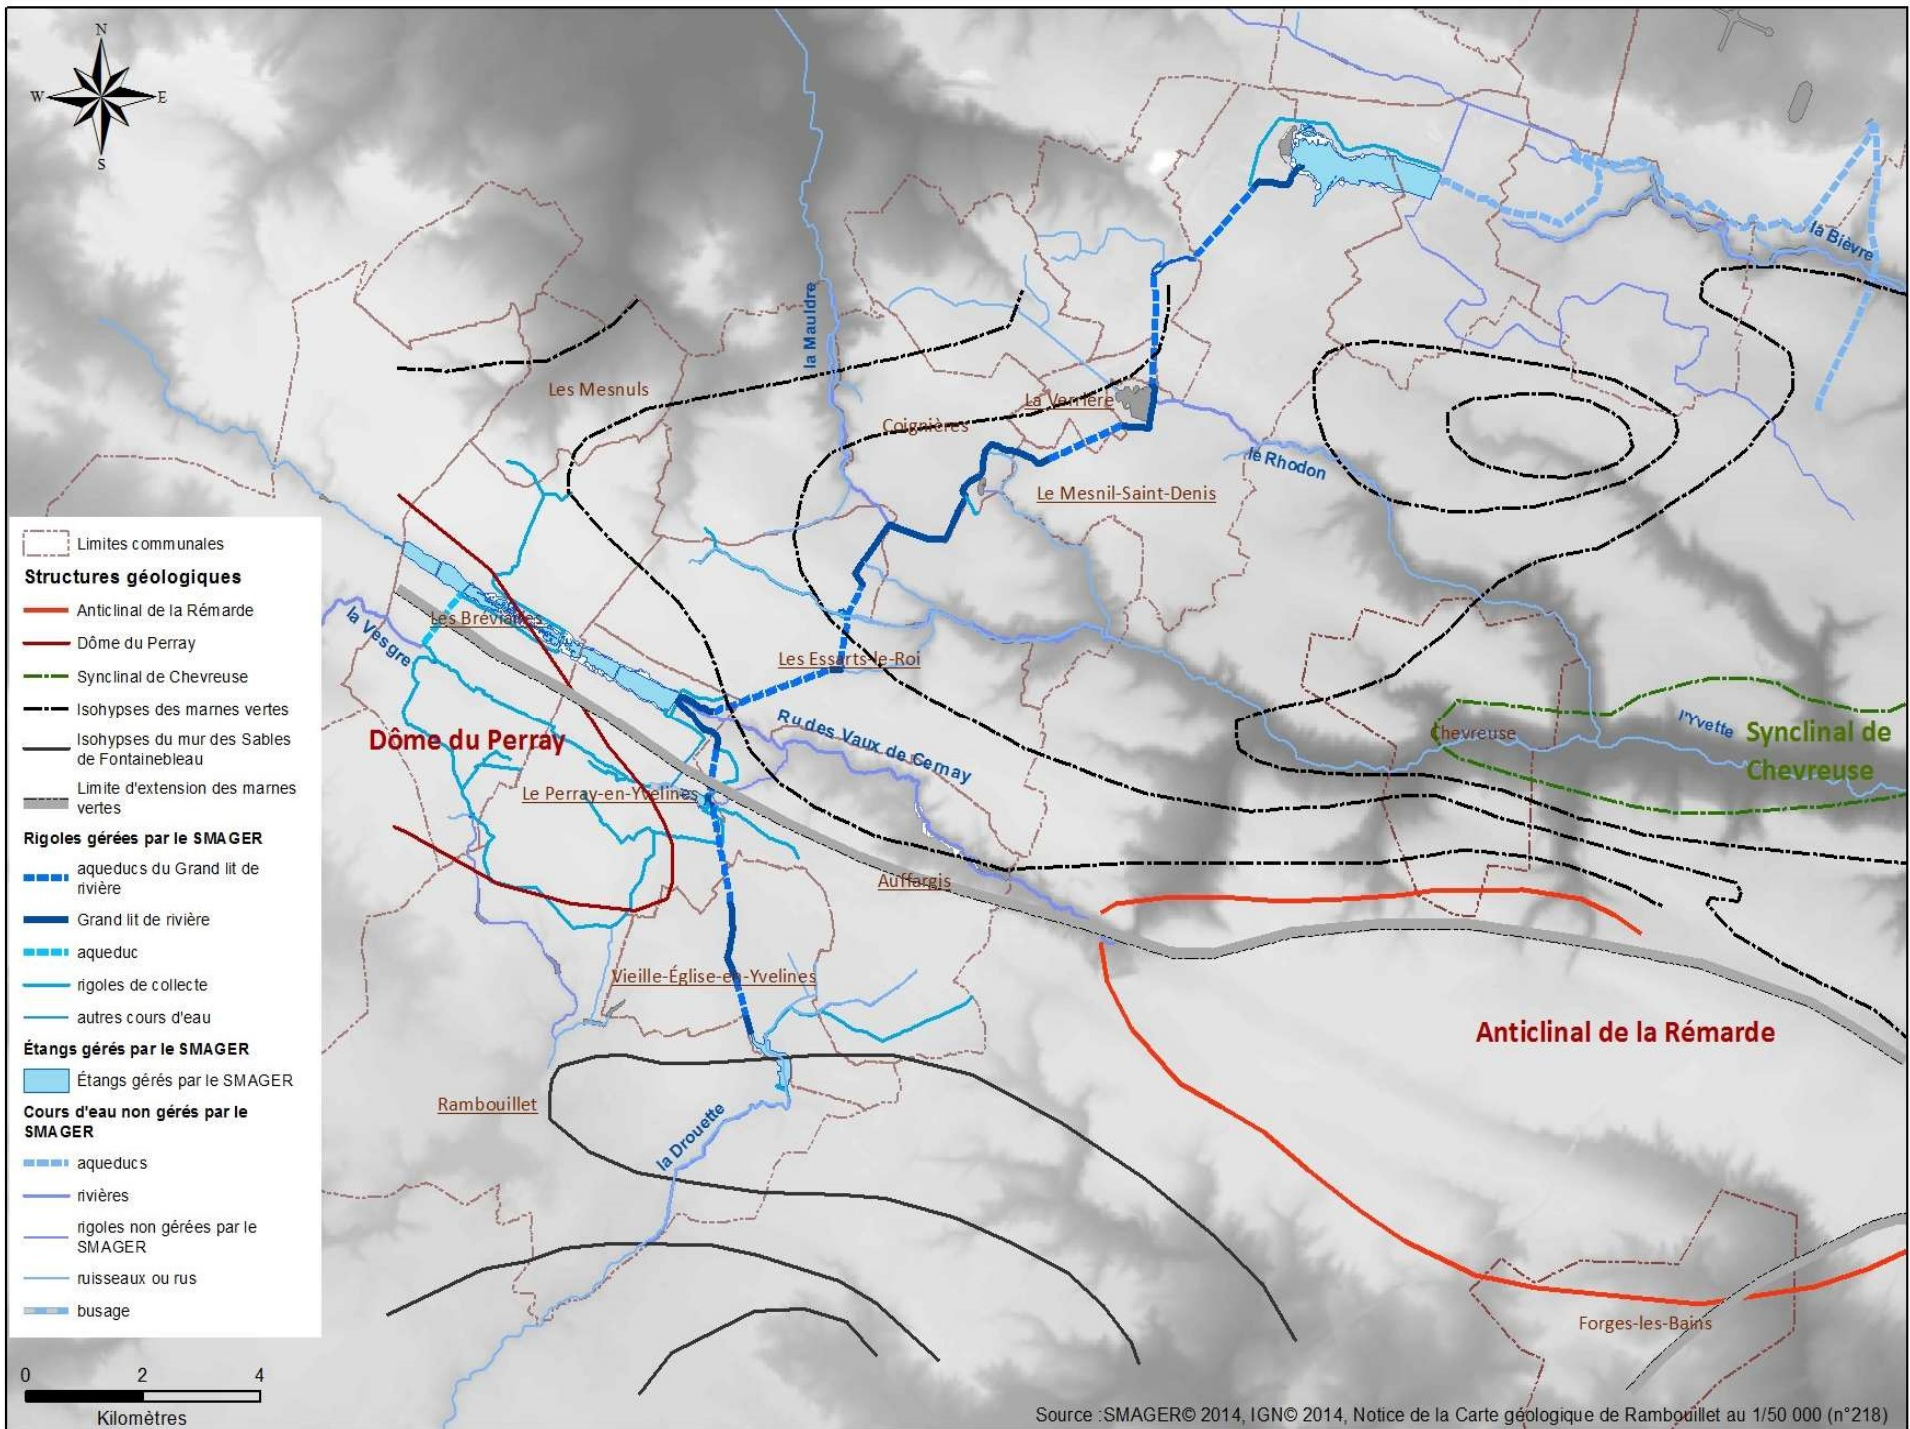 N
W
E
S
la Bièvre
la Mauldre
Les Mesnuls
La Verrière
Coignières
le Rhodon
Le Mesnil-Saint-Denis
Limites communales
Structures géologiques
Anticlinal de la Rémarde
Dôme du Perray
Synclinal de Chevreuse
Isohypses des marnes vertes
Isohypses du mur des Sables
de Fontainebleau
Limite d'extension des marnes
vertes
Rigoles gérées par le SMAGER
aqueducs du Grand lit de
rivière
Grand lit de rivière
aqueduc
rigoles de collecte
autres cours d'eau
Étangs gérés par le SMAGER
Étangs gérés par le SMAGER
Cours d'eau non gérés par le
SMAGER
aqueducs
rivières
rigoles non gérées par le
SMAGER
ruisseaux ou rus
busage
Les Bréviaires
la Vesgre
Les Essarts-le-Roi
Ru des Vaux de Cernay
Dôme du Perray
Chevreuse
l'Yvette
Synclinal de
Chevreuse
Le Perray-en-Yvelines
Auffargis
Vieille-Église-en-Yvelines
Anticlinal de la Rémarde
Rambouillet
la Drouette
Forges-les-Bains
0 2 4
Kilomètres
Source :SMAGER© 2014, IGN© 2014, Notice de la Carte géologique de Rambouillet au 1/50 000 (n°218)